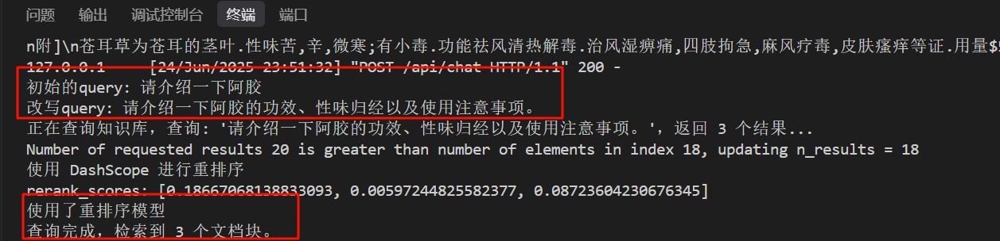 问题 输出 调试控制台 终端 端口
n附]\n苍耳草为苍耳的茎叶.性味苦,辛,微寒;有小毒.功能祛风清热解毒.治风湿痹痛,四肢拘急,麻风疗毒,皮肤瘙痒等证.用量$
127.0.0.1 [24/Jun/2025 23:51:32] "POST /api/chat HTTP/1.1" 200 -
初始的query: 请介绍一下阿胶
改写query: 请介绍一下阿胶的功效、性味归经以及使用注意事项。
正在查询知识库，查询: '请介绍一下阿胶的功效、性味归经以及使用注意事项。'，返回 3 个结果...
Number of requested results 20 is greater than number of elements in index 18, updating n_results = 18
使用 DashScope 进行重排序
rerank_scores: [0.18667068138833093, 0.00597244825582377, 0.08723604230676345]
使用了重排序模型
查询完成，检索到 3 个文档块。